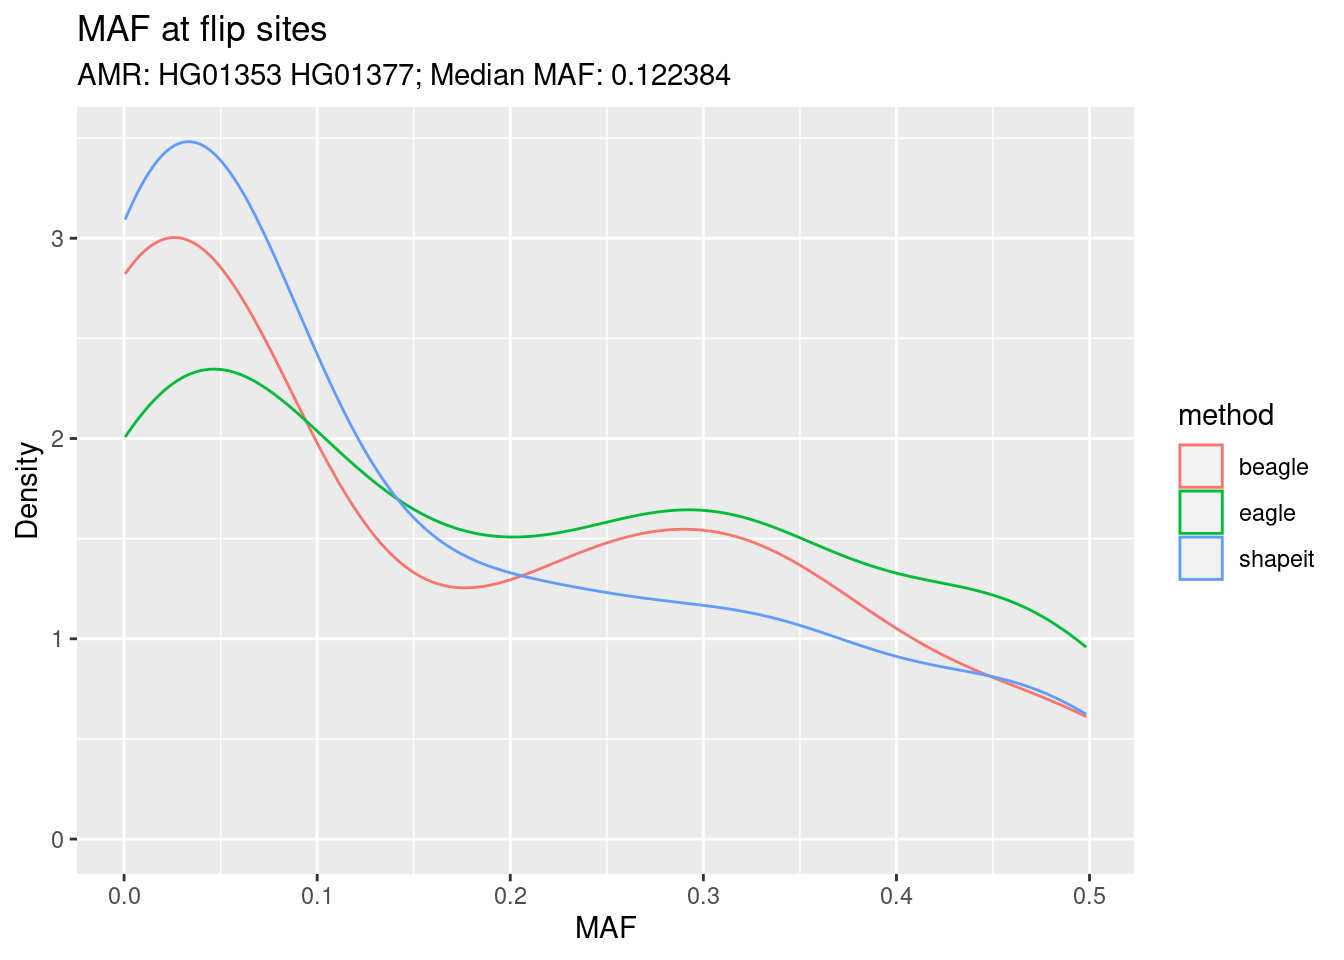 MAF at flip sites
AMR: HG01353 HG01377; Median MAF: 0.122384
Density
3
2
1
0
0.0
0.1
0.2
0.3
0.4
0.5
MAF
method
beagle
eagle
shapeit